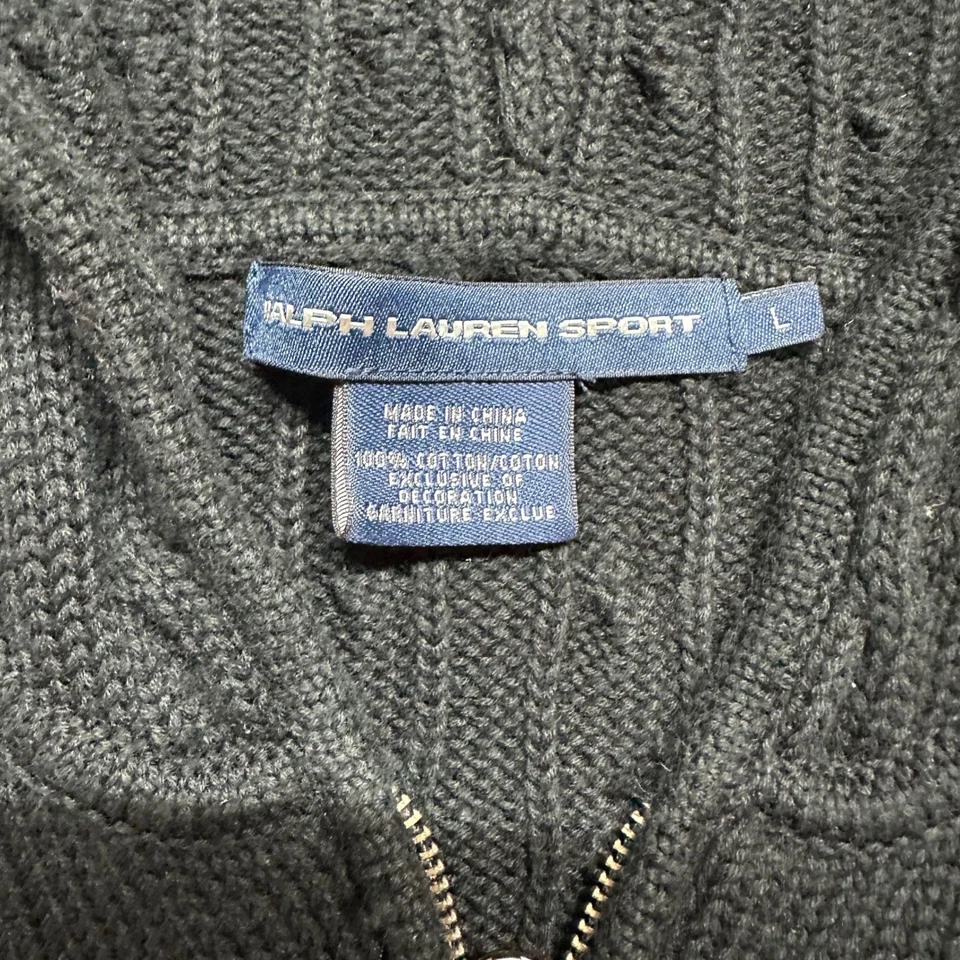 RALPH LAUREN SPORT
L
MADE IN CHINA
FAIT EN CHINE
100% COTTON/COTON
EXCLUSIVE OF
DECORATION
GARNITURE EXCLUE